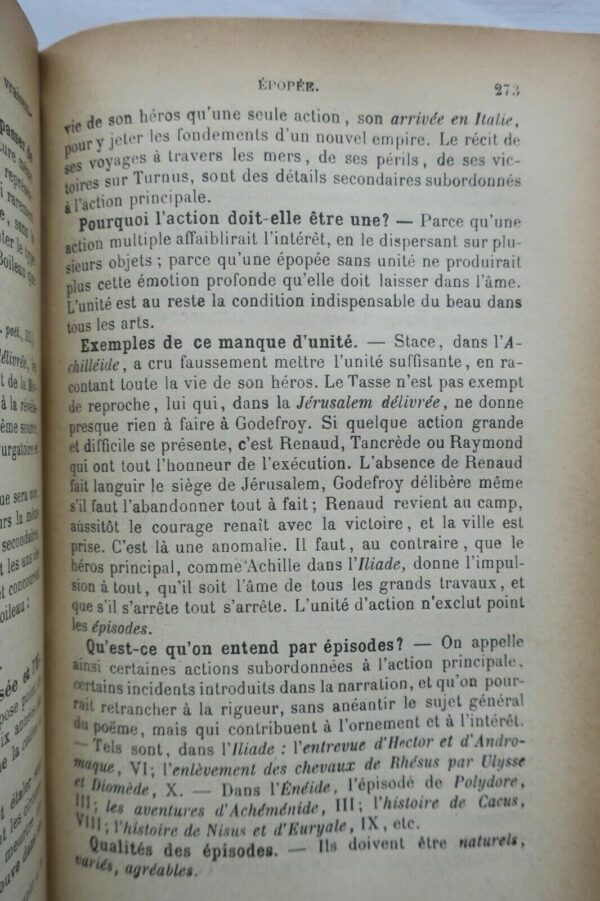 ÉPOPÉE.
273
vie de son héros qu'une seule action, son arrivée en Italie,
pour y jeter les fondements d'un nouvel empire. Le récit de
ses voyages à travers les mers, de ses périls, de ses vic-
toires sur Turnus, sont des détails secondaires subordonnés
à l'action principale.
Pourquoi l'action doit-elle être une? — Parce qu'une
action multiple affaiblirait l'intérêt, en le dispersant sur plu-
sieurs objets ; parce qu'une épopée sans unité ne produirait
plus cette émotion profonde qu'elle doit laisser dans l'âme.
L'unité est au reste la condition indispensable du beau dans
tous les arts.
Exemples de ce manque d'unité. — Stace, dans l'A-
chilléide, a cru faussement mettre l'unité suffisante, en ra-
contant toute la vie de son héros. Le Tasse n'est pas exempt
de reproche, lui qui, dans la Jérusalem délivrée, ne donne
presque rien à faire à Godefroy. Si quelque action grande
et difficile se présente, c'est Renaud, Tancrède ou Raymond
qui ont tout l'honneur de l'exécution. L'absence de Renaud
fait languir le siège de Jérusalem, Godefroy délibère même
s'il faut l'abandonner tout à fait ; Renaud revient au camp,
aussitôt le courage renaît avec la victoire, et la ville est
prise. C'est là une anomalie. Il faut, au contraire, que le
héros principal, comme Achille dans l'Iliade, donne l'impul-
sion à tout, qu'il soit l'âme de tous les grands travaux, et
que s'il s'arrête tout s'arrête. L'unité d'action n'exclut point
les épisodes.
Qu'est-ce qu'on entend par épisodes? — On appelle
ainsi certaines actions subordonnées à l'action principale,
certains incidents introduits dans la narration, et qu'on pour-
rait retrancher à la rigueur, sans anéantir le sujet général
du poëme, mais qui contribuent à l'ornement et à l'intérêt.
— Tels sont, dans l'Iliade : l'entrevue d'Hector et d'Andro-
maque, VI; l'enlèvement des chevaux de Rhésus par Ulysse
et Diomède, X. — Dans l'Énéide, l'épisode de Polydore,
III; les aventures d'Achéménide, III; l'histoire de Cacus,
VIII; l'histoire de Nisus et d'Euryale, IX, etc.
Qualités des épisodes. — Ils doivent être naturels,
variés, agréables.